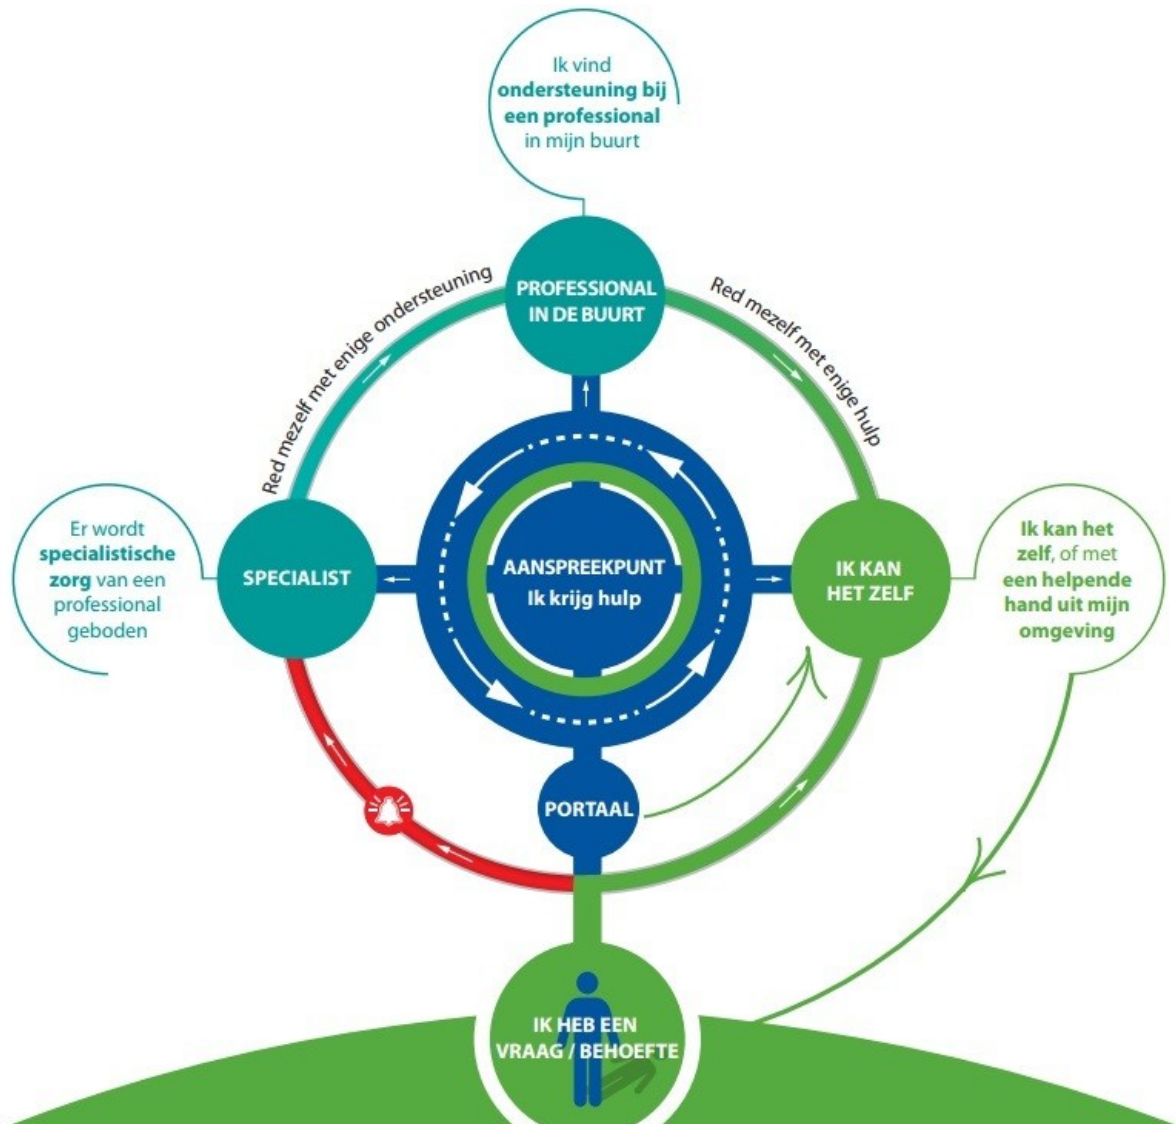 Ik vind
ondersteuning bij
een professional
in mijn buurt
PROFESSIONAL
IN DE BUURT
Red mezelf met enige ondersteuning
Red mezelf met enige hulp
Er wordt
specialistische
zorg van een
professional
geboden
SPECIALIST
AANSPREEKPUNT
Ik krijg hulp
IK KAN
HET ZELF
Ik kan het
zelf, of met
een helpende
hand uit mijn
omgeving
PORTAAL
IK HEB EEN
VRAAG / BEHOEFTE